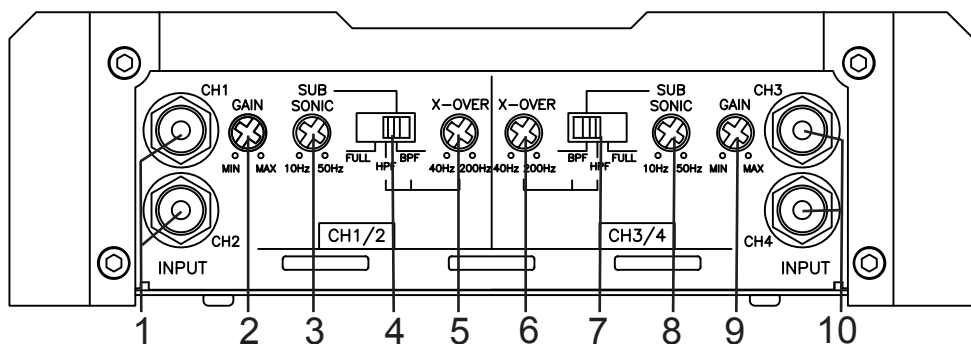 CH1
GAIN
MIN MAX
SUB
SONIC
10Hz 50Hz
FULL
HPF
BPF
X-OVER
40Hz 200Hz
X-OVER
40Hz 200Hz
BPF
HPF
FULL
SUB
SONIC
10Hz 50Hz
GAIN
MIN MAX
CH3
CH2
INPUT
CH1/2
CH3/4
CH4
INPUT
1 2 3 4 5 6 7 8 9 10